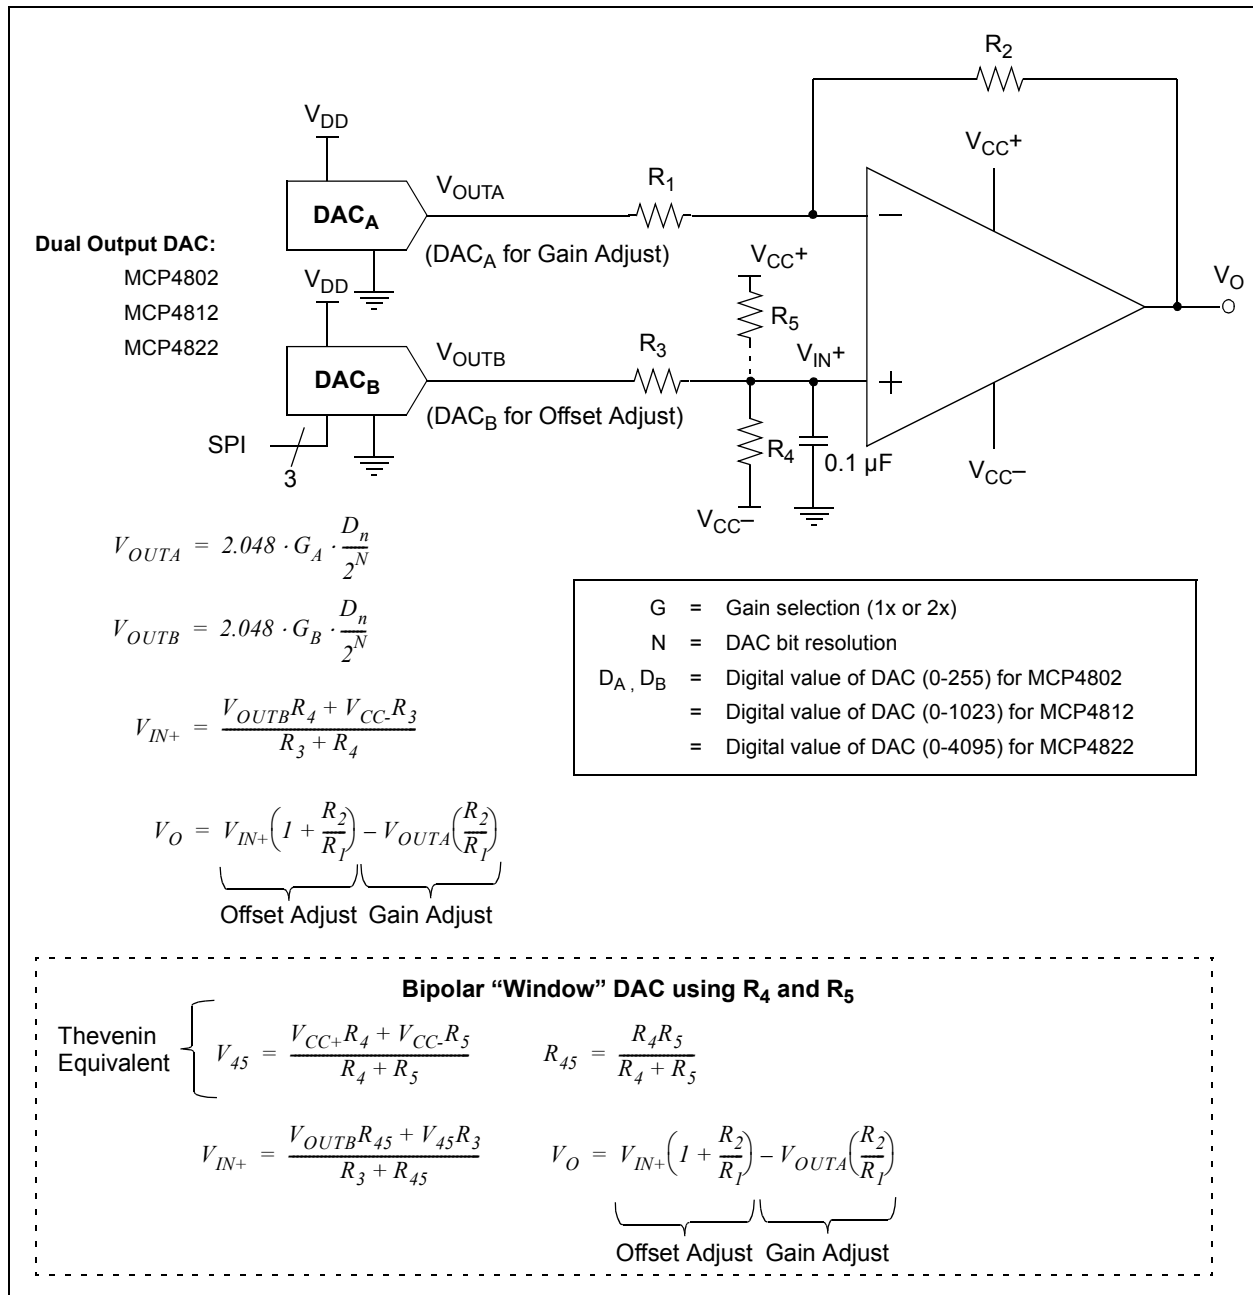 R2
VDD
VCC+
VOUTA
R1
DACA
−
Dual Output DAC:
(DACA for Gain Adjust)
VCC+
MCP4802
VDD
VO
MCP4812
R5
MCP4822
VOUTB
R3
VIN+
DACB
+
(DACB for Offset Adjust)
SPI
3
R4
0.1 µF
VCC−
VCC−
VOUTA = 2.048 · GA · Dn/2^N
VOUTB = 2.048 · GB · Dn/2^N
G = Gain selection (1x or 2x)
N = DAC bit resolution
DA , DB = Digital value of DAC (0-255) for MCP4802
= Digital value of DAC (0-1023) for MCP4812
= Digital value of DAC (0-4095) for MCP4822
VIN+ = (VOUTBR4 + VCC-R3)/(R3 + R4)
VO = VIN+(1 + R2/R1) – VOUTA(R2/R1)
Offset Adjust Gain Adjust
Bipolar “Window” DAC using R4 and R5
Thevenin
Equivalent
V45 = (VCC+R4 + VCC-R5)/(R4 + R5) R45 = R4R5/(R4 + R5)
VIN+ = (VOUTBR45 + V45R3)/(R3 + R45) VO = VIN+(1 + R2/R1) – VOUTA(R2/R1)
Offset Adjust Gain Adjust